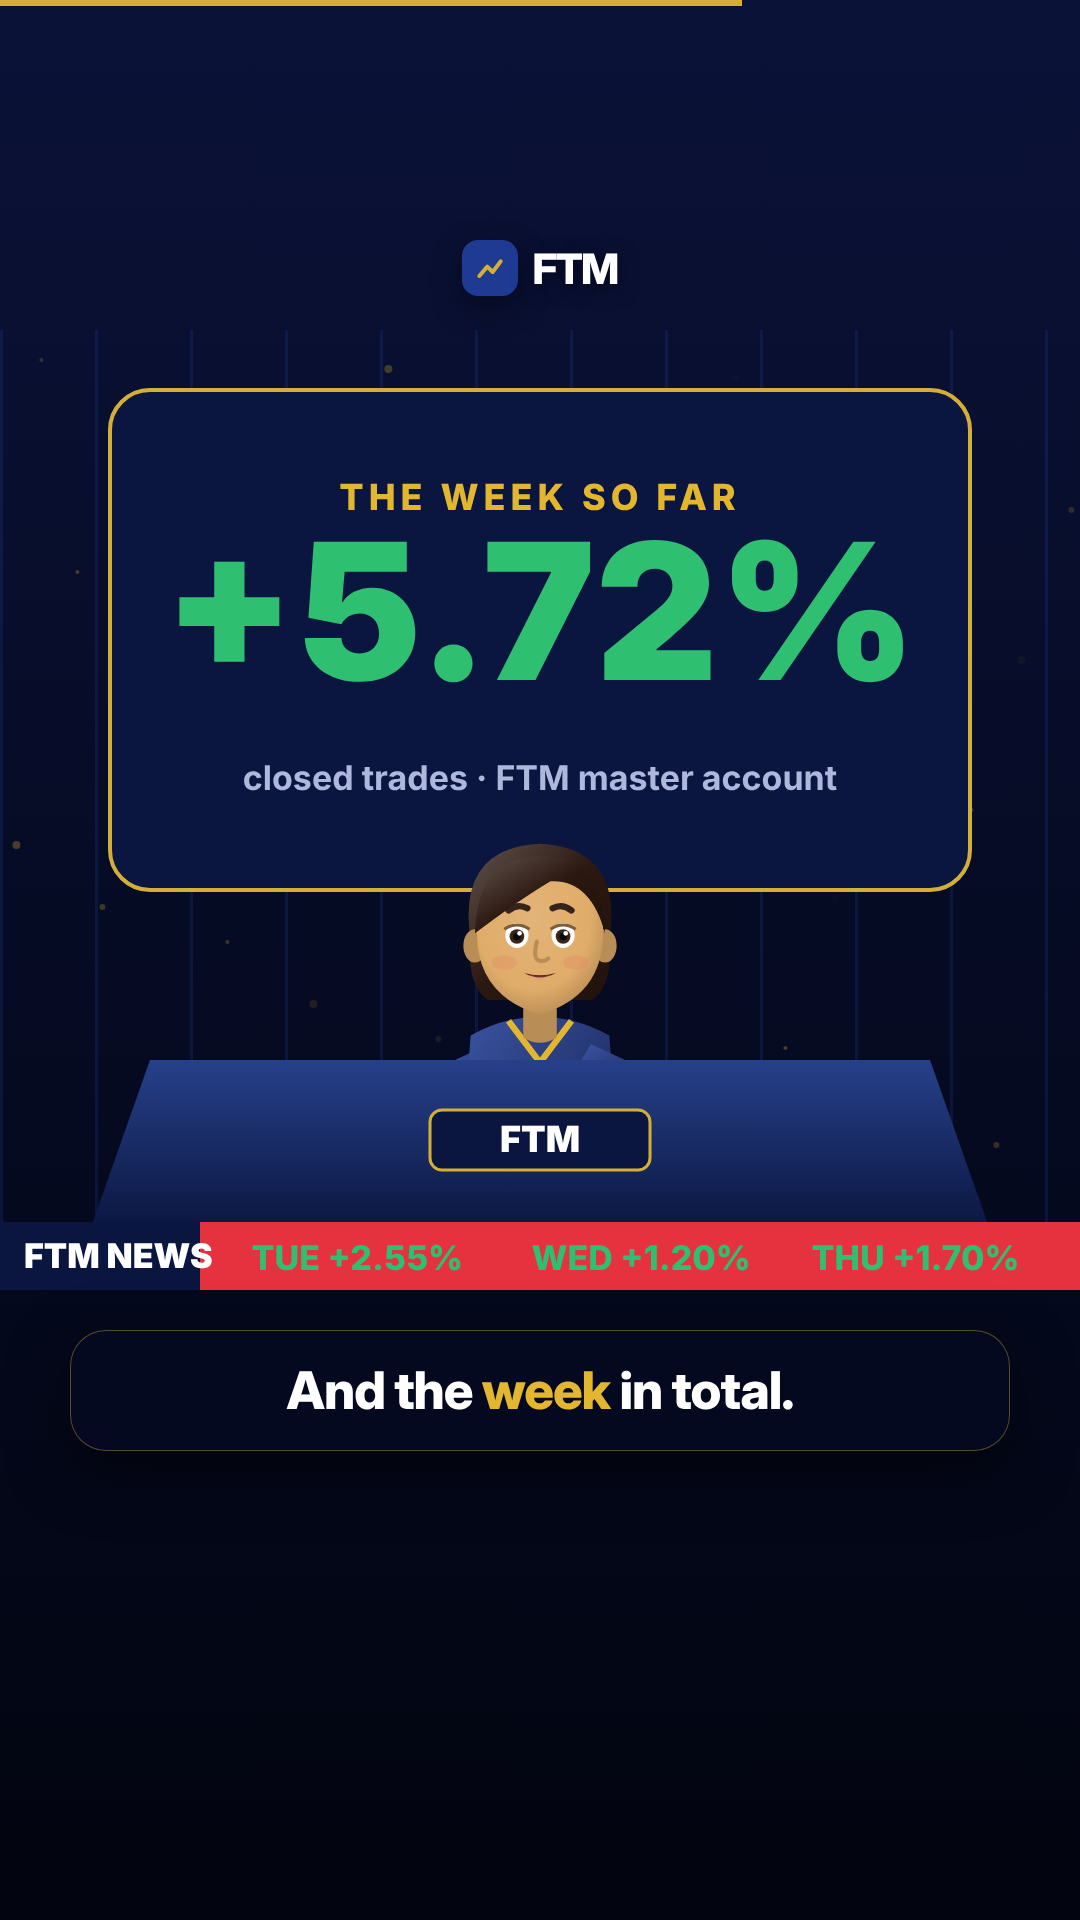 FTM
THE WEEK SO FAR
+5.72%
closed trades · FTM master account
FTM
FTM NEWS TUE +2.55% WED +1.20% THU +1.70%
And the week in total.